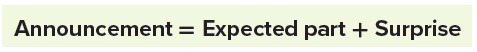 Announcement = Expected part + Surprise